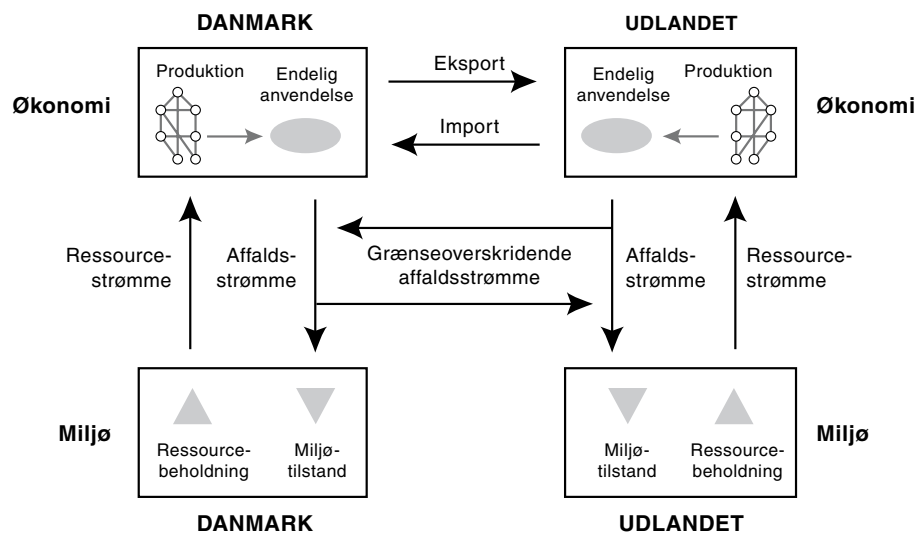 DANMARK
UDLANDET
Økonomi
Produktion
Endelig
anvendelse
Eksport
Import
Endelig
anvendelse
Produktion
Økonomi
Ressource-
strømme
Affalds-
strømme
Grænseoverskridende
affaldsstrømme
Affalds-
strømme
Ressource-
strømme
Miljø
Ressource-
beholdning
Miljø-
tilstand
Miljø-
tilstand
Ressource-
beholdning
Miljø
DANMARK
UDLANDET